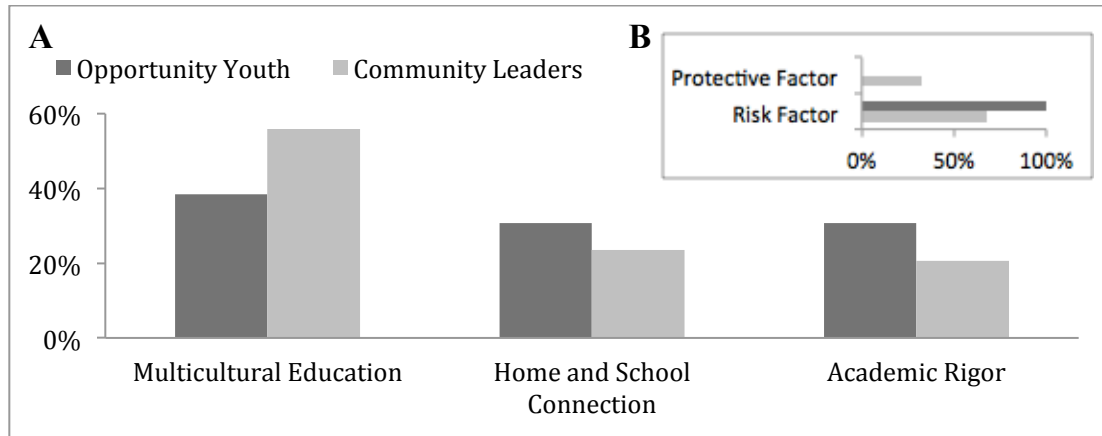 A
B
Opportunity Youth
Community Leaders
Protective Factor
Risk Factor
0%
50%
100%
60%
40%
20%
0%
Multicultural Education
Home and School
Connection
Academic Rigor